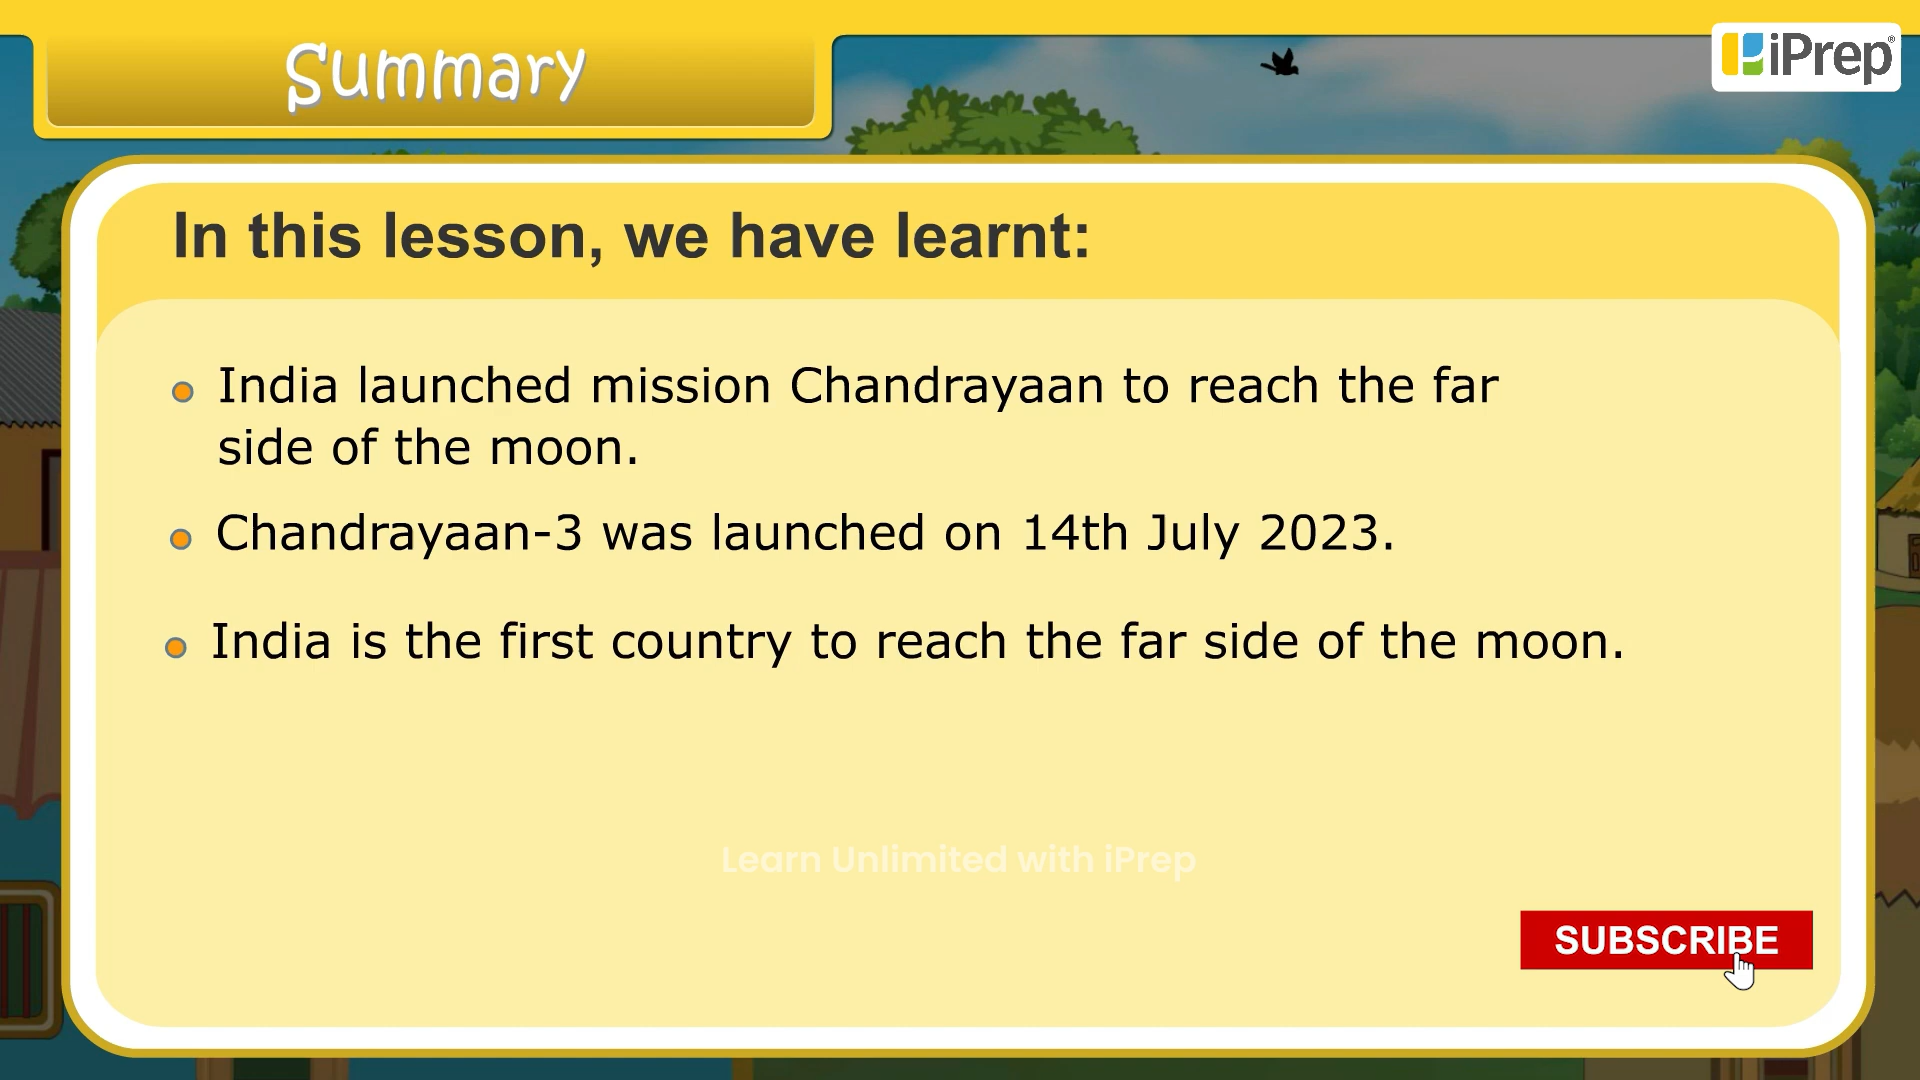 Summary
iPrep®
In this lesson, we have learnt:
India launched mission Chandrayaan to reach the far
side of the moon.
Chandrayaan-3 was launched on 14th July 2023.
India is the first country to reach the far side of the moon.
Learn Unlimited with iPrep
SUBSCRIBE